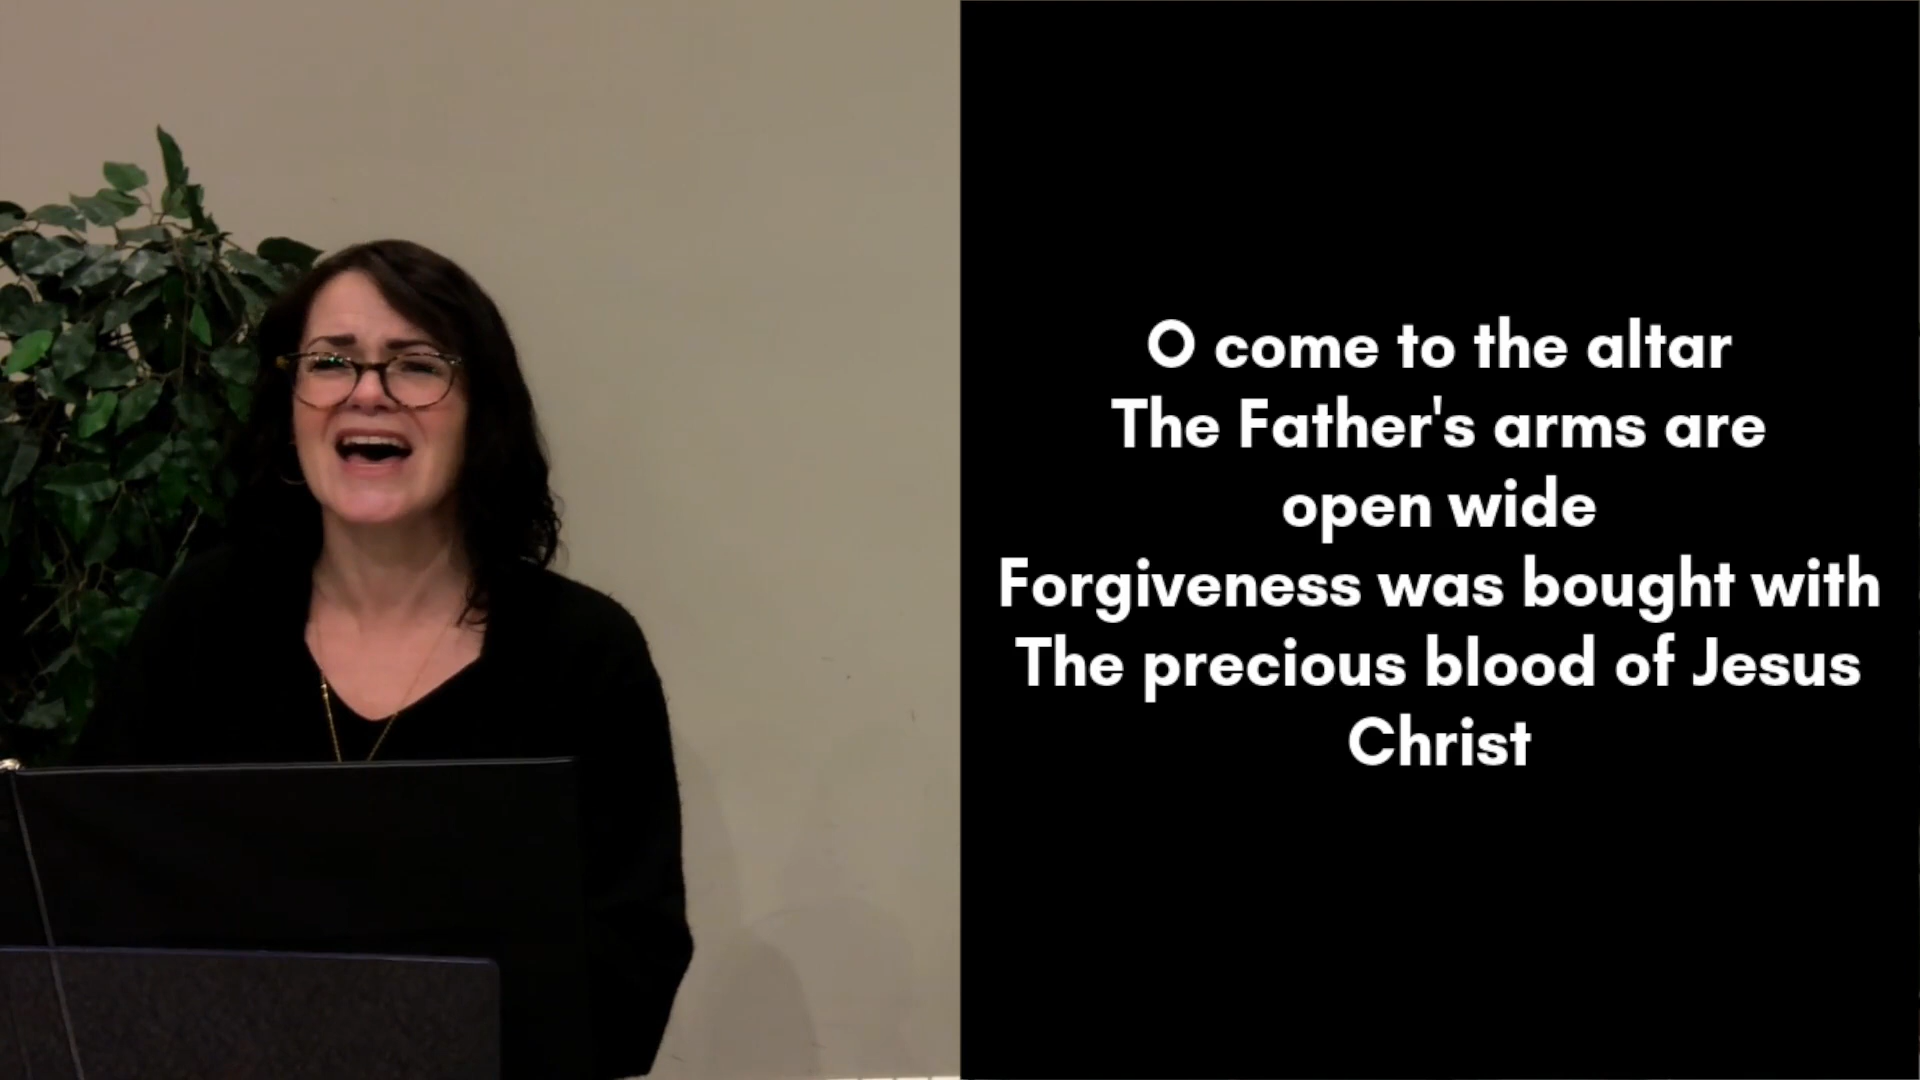 O come to the altar
The Father's arms are
open wide
Forgiveness was bought with
The precious blood of Jesus
Christ